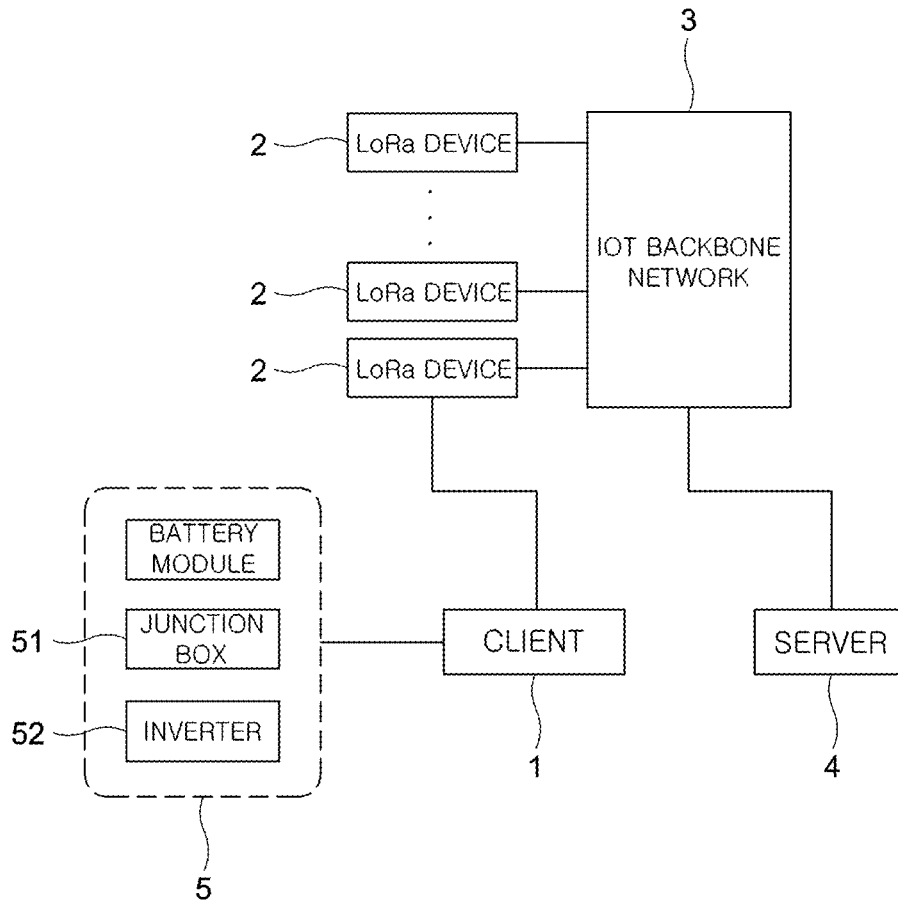 3
2
LoRa DEVICE
IOT BACKBONE
NETWORK
2
LoRa DEVICE
2
LoRa DEVICE
BATTERY
MODULE
51
JUNCTION
BOX
52
INVERTER
CLIENT
SERVER
1
4
5